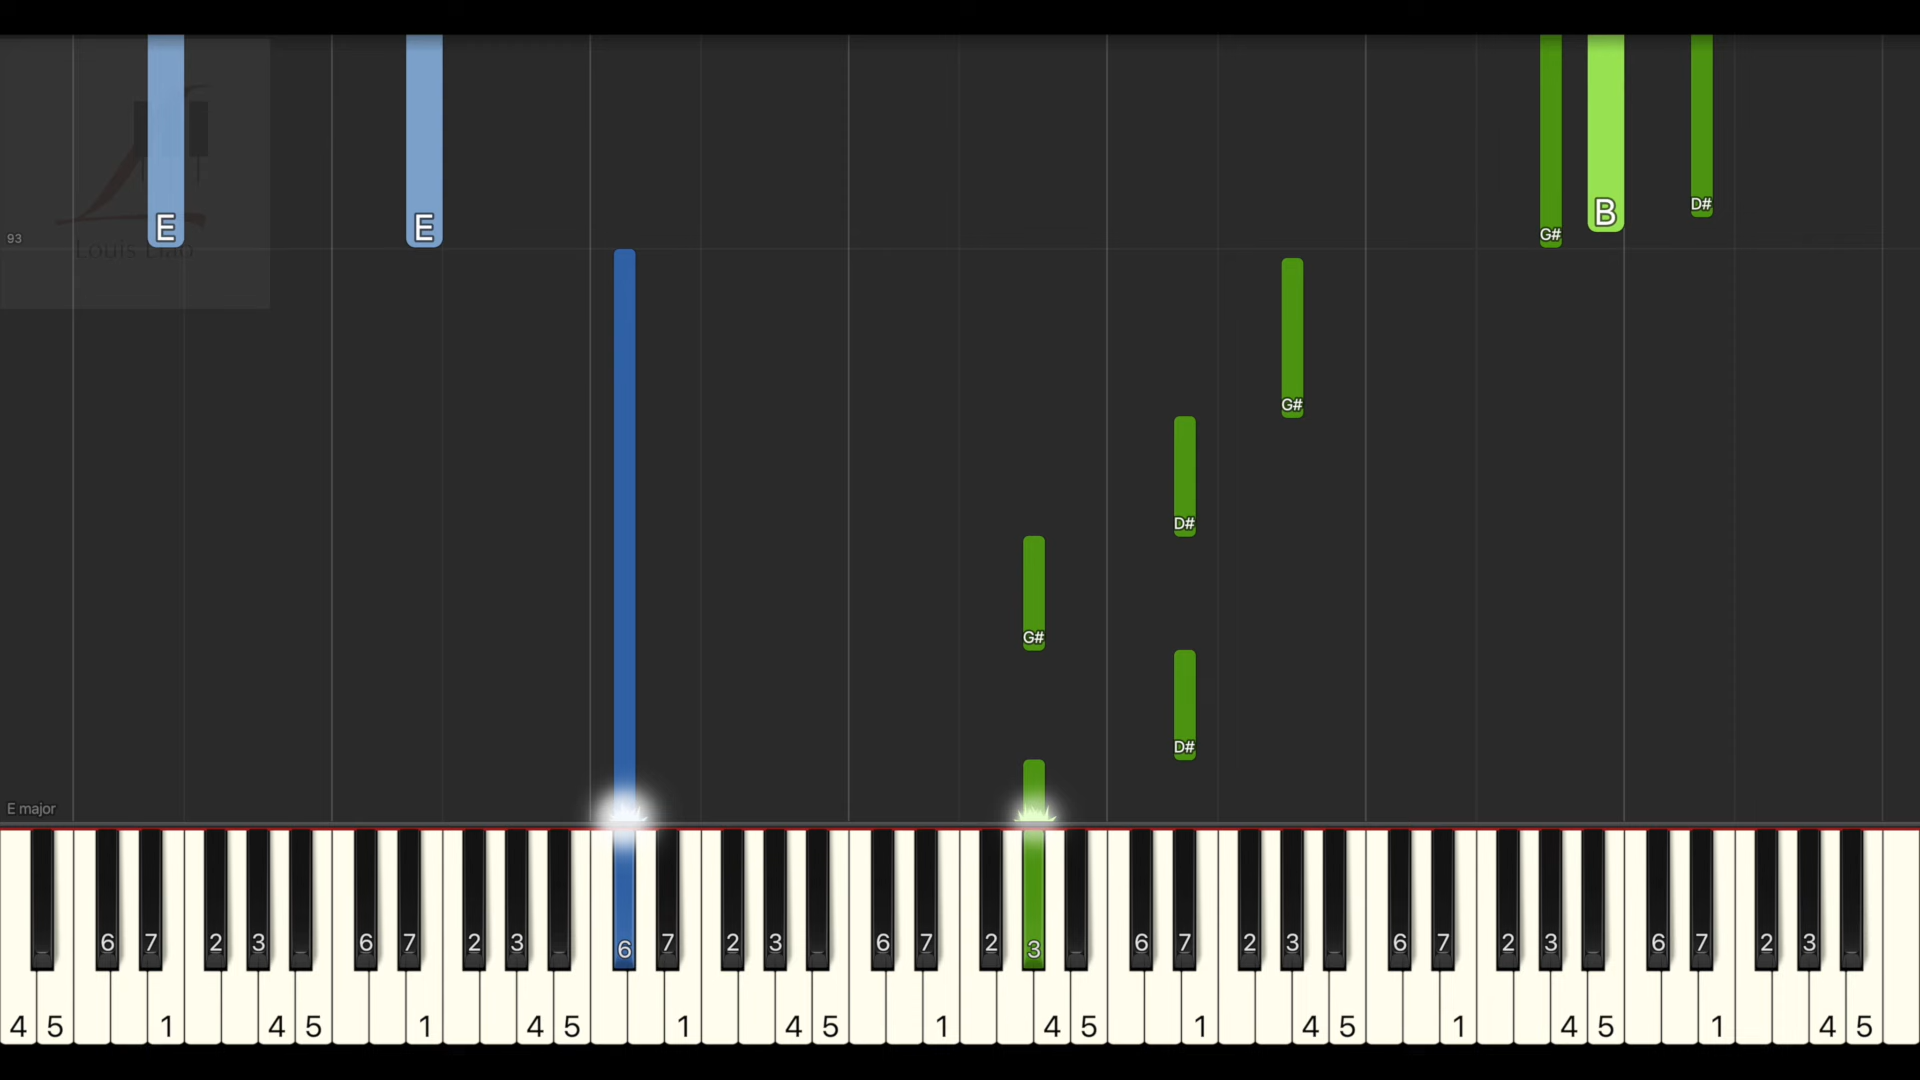 E E G# B D#
93
Louis Liao
G#
D#
G#
D#
E major
6 7 2 3 6 7 2 3 6 7 2 3 6 7 2 3 6 7 2 3 6 7 2 3 6 7 2 3
4 5 1 4 5 1 4 5 1 4 5 1 4 5 1 4 5 1 4 5 1 4 5